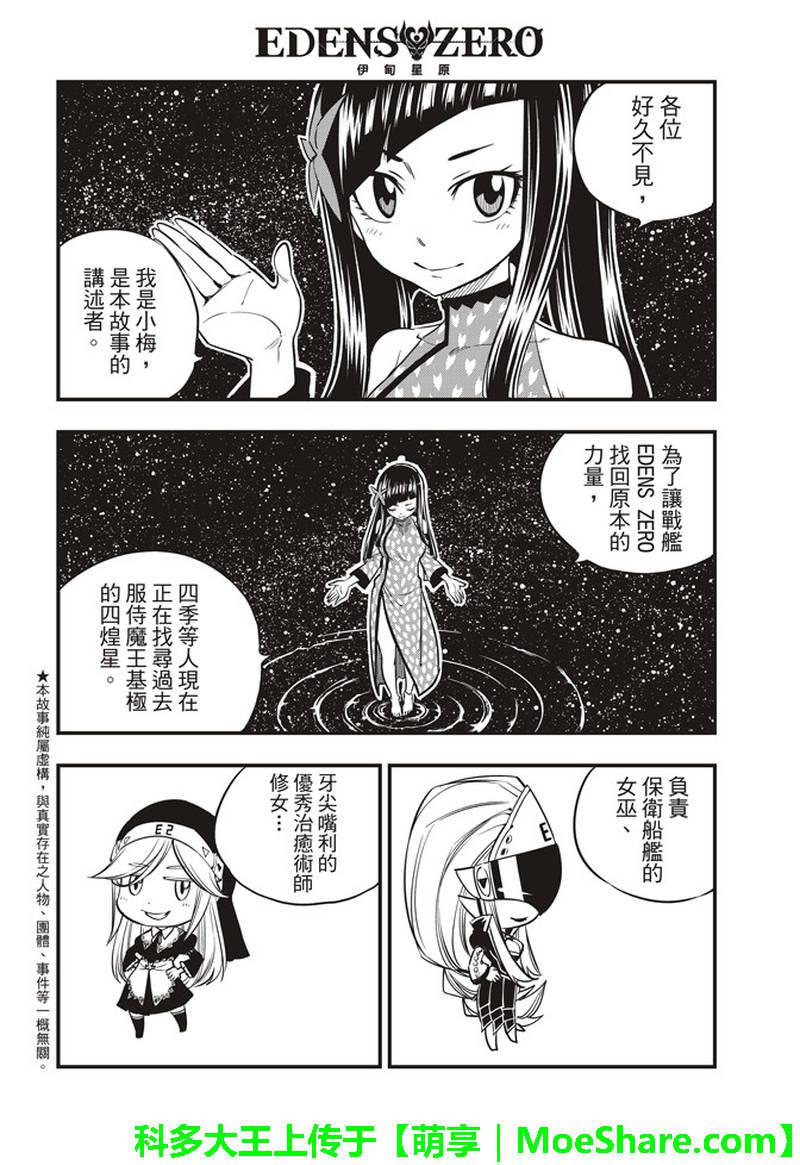 EDENS ZERO
伊甸星原
各位
好久不見，
我是小梅，
是本故事的
講述者。
為了讓戰艦
EDENS ZERO
找回原本的
力量，
四季等人現在
正在找尋過去
服侍魔王基極
的四煌星。
負責
保衛船艦的
女巫、
E
牙尖嘴利的
優秀治癒術師
修女…
E2
★本故事純屬虛構，與真實存在之人物、團體、事件等一概無關。
科多大王上传于【萌享｜MoeShare.com】